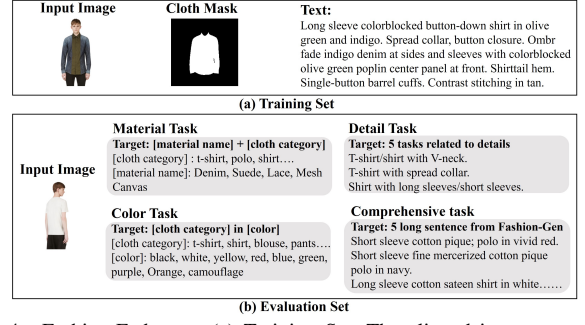 Input Image
Cloth Mask
Text:
Long sleeve colorblocked button-down shirt in olive
green and indigo. Spread collar, button closure. Ombr
fade indigo denim at sides and sleeves with colorblocked
olive green poplin center panel at front. Shirttail hem.
Single-button barrel cuffs. Contrast stitching in tan.
(a) Training Set
Input Image
Material Task
Target: [material name] + [cloth category]
[cloth category] : t-shirt, polo, shirt….
[material name]: Denim, Suede, Lace, Mesh
Canvas
Detail Task
Target: 5 tasks related to details
T-shirt/shirt with V-neck.
T-shirt with spread collar.
Shirt with long sleeves/short sleeves.
Color Task
Target: [cloth category] in [color]
[cloth category]: t-shirt, shirt, blouse, pants….
[color]: black, white, yellow, red, blue, green,
purple, Orange, camouflage
Comprehensive task
Target: 5 long sentence from Fashion-Gen
Short sleeve cotton pique; polo in vivid red.
Short sleeve fine mercerized cotton pique
polo in navy.
Long sleeve cotton sateen shirt in white……
(b) Evaluation Set